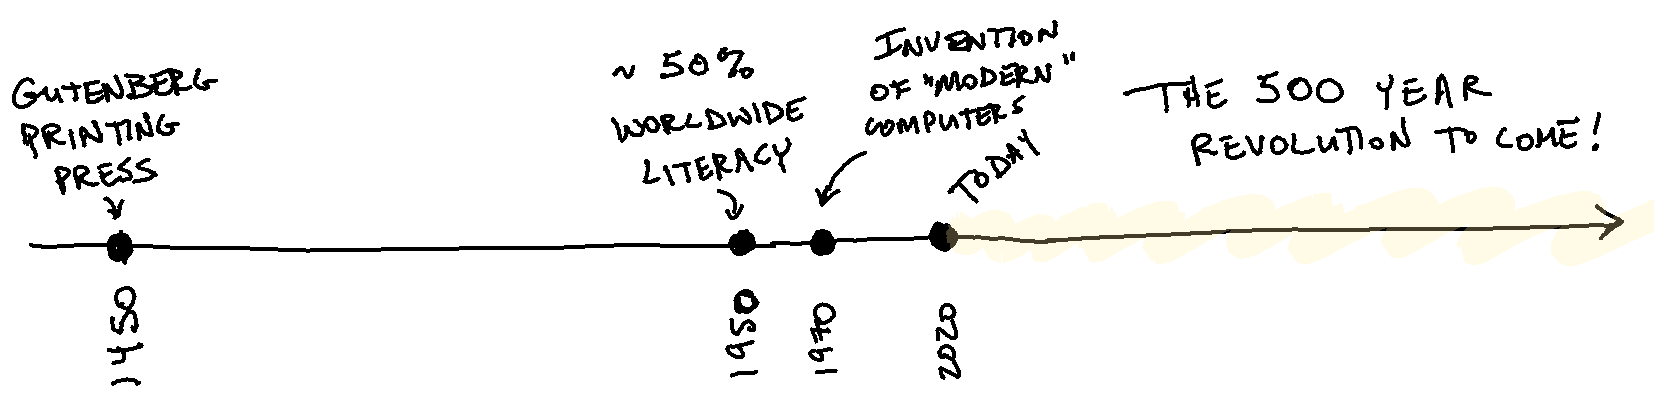 GUTENBERG
PRINTING
PRESS
~ 50%
WORLDWIDE
LITERACY
INVENTION
OF "MODERN"
COMPUTERS
TODAY
THE 500 YEAR
REVOLUTION TO COME!
1450
1950
1970
2020